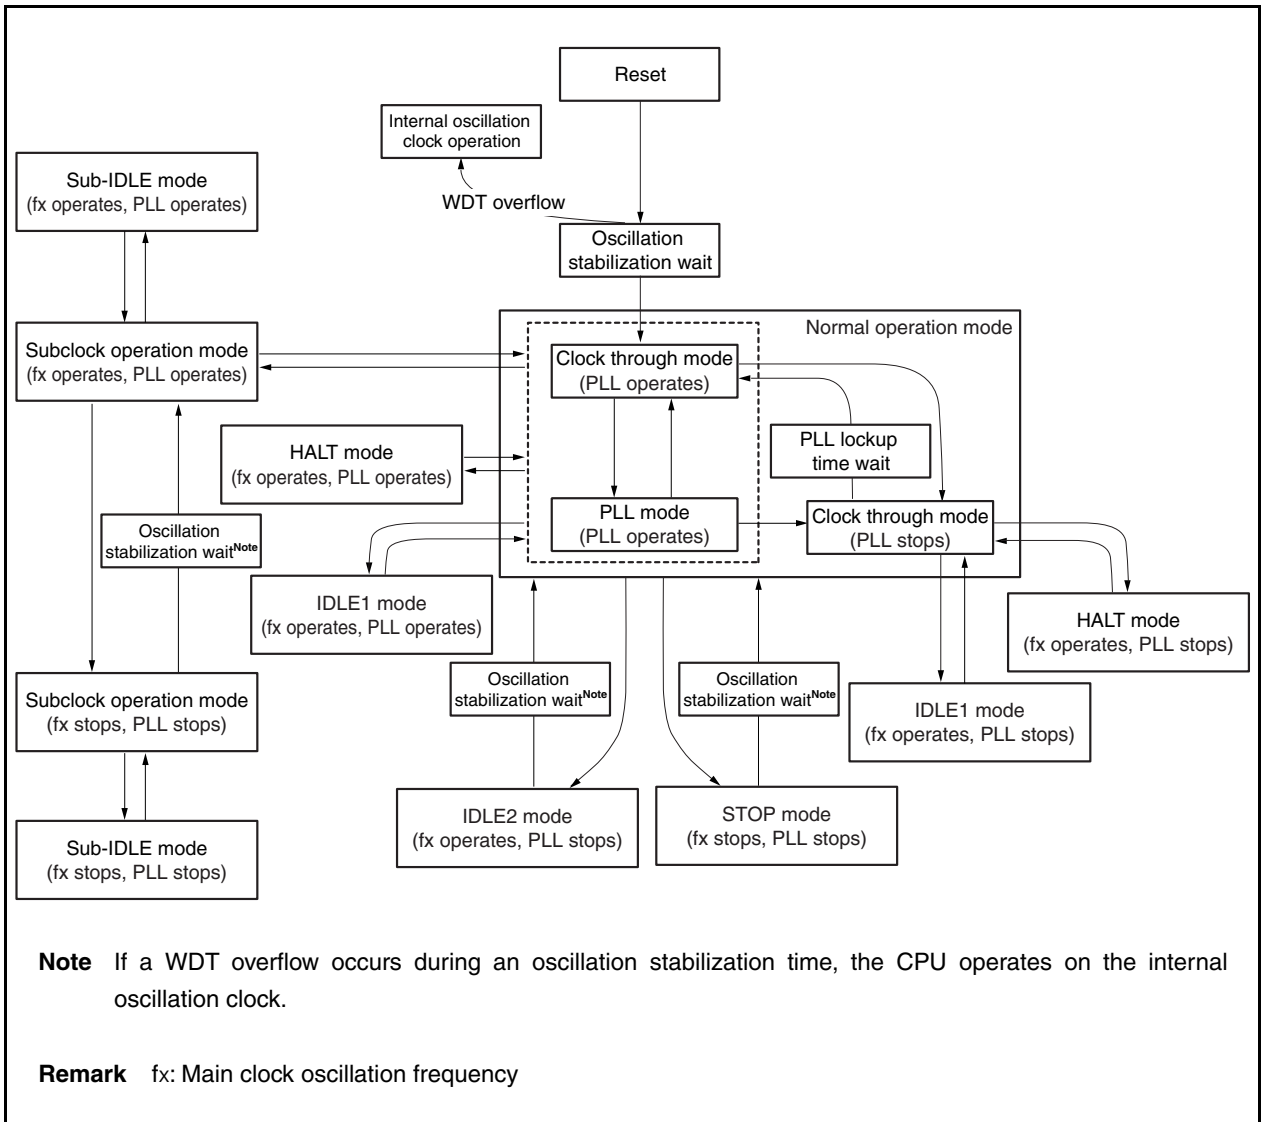 Reset
Internal oscillation
clock operation
WDT overflow
Oscillation
stabilization wait
Sub-IDLE mode
(fx operates, PLL operates)
Subclock operation mode
(fx operates, PLL operates)
Normal operation mode
Clock through mode
(PLL operates)
HALT mode
(fx operates, PLL operates)
PLL lockup
time wait
PLL mode
(PLL operates)
Clock through mode
(PLL stops)
Oscillation
stabilization waitNote
IDLE1 mode
(fx operates, PLL operates)
HALT mode
(fx operates, PLL stops)
Oscillation
stabilization waitNote
Oscillation
stabilization waitNote
Subclock operation mode
(fx stops, PLL stops)
IDLE1 mode
(fx operates, PLL stops)
IDLE2 mode
(fx operates, PLL stops)
STOP mode
(fx stops, PLL stops)
Sub-IDLE mode
(fx stops, PLL stops)
Note If a WDT overflow occurs during an oscillation stabilization time, the CPU operates on the internal
oscillation clock.
Remark fx: Main clock oscillation frequency